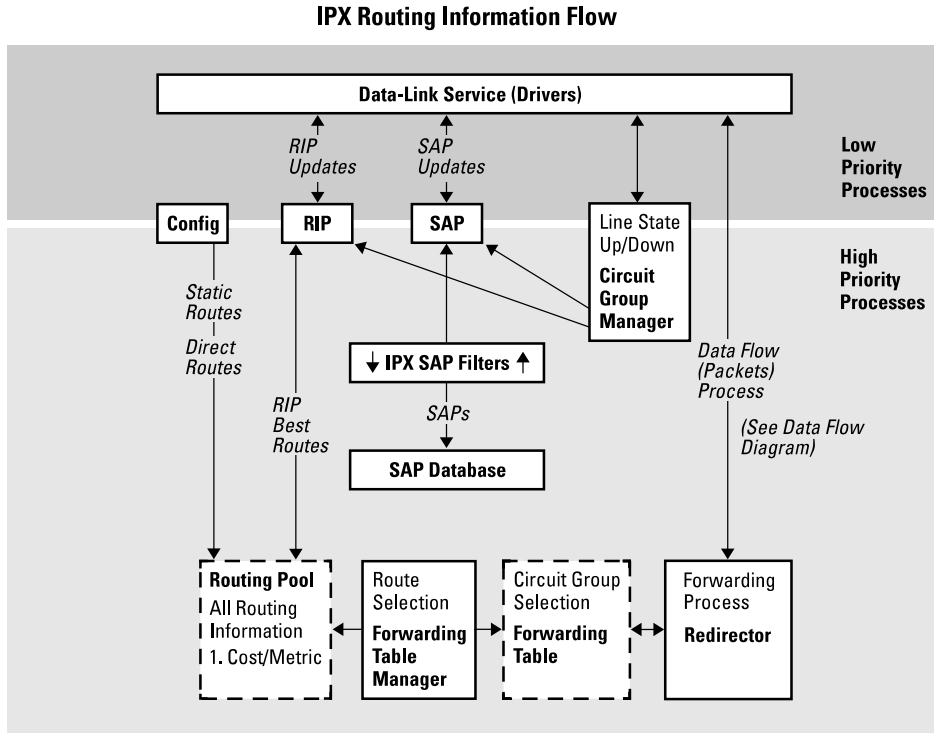 IPX Routing Information Flow
Data-Link Service (Drivers)
RIP
Updates
SAP
Updates
Low
Priority
Processes
Config
RIP
SAP
Line State
Up/Down
Circuit
Group
Manager
High
Priority
Processes
Static
Routes
Direct
Routes
IPX SAP Filters
Data Flow
(Packets)
Process
RIP
Best
Routes
SAPs
(See Data Flow
Diagram)
SAP Database
Routing Pool
All Routing
Information
1. Cost/Metric
Route
Selection
Forwarding
Table
Manager
Circuit Group
Selection
Forwarding
Table
Forwarding
Process
Redirector